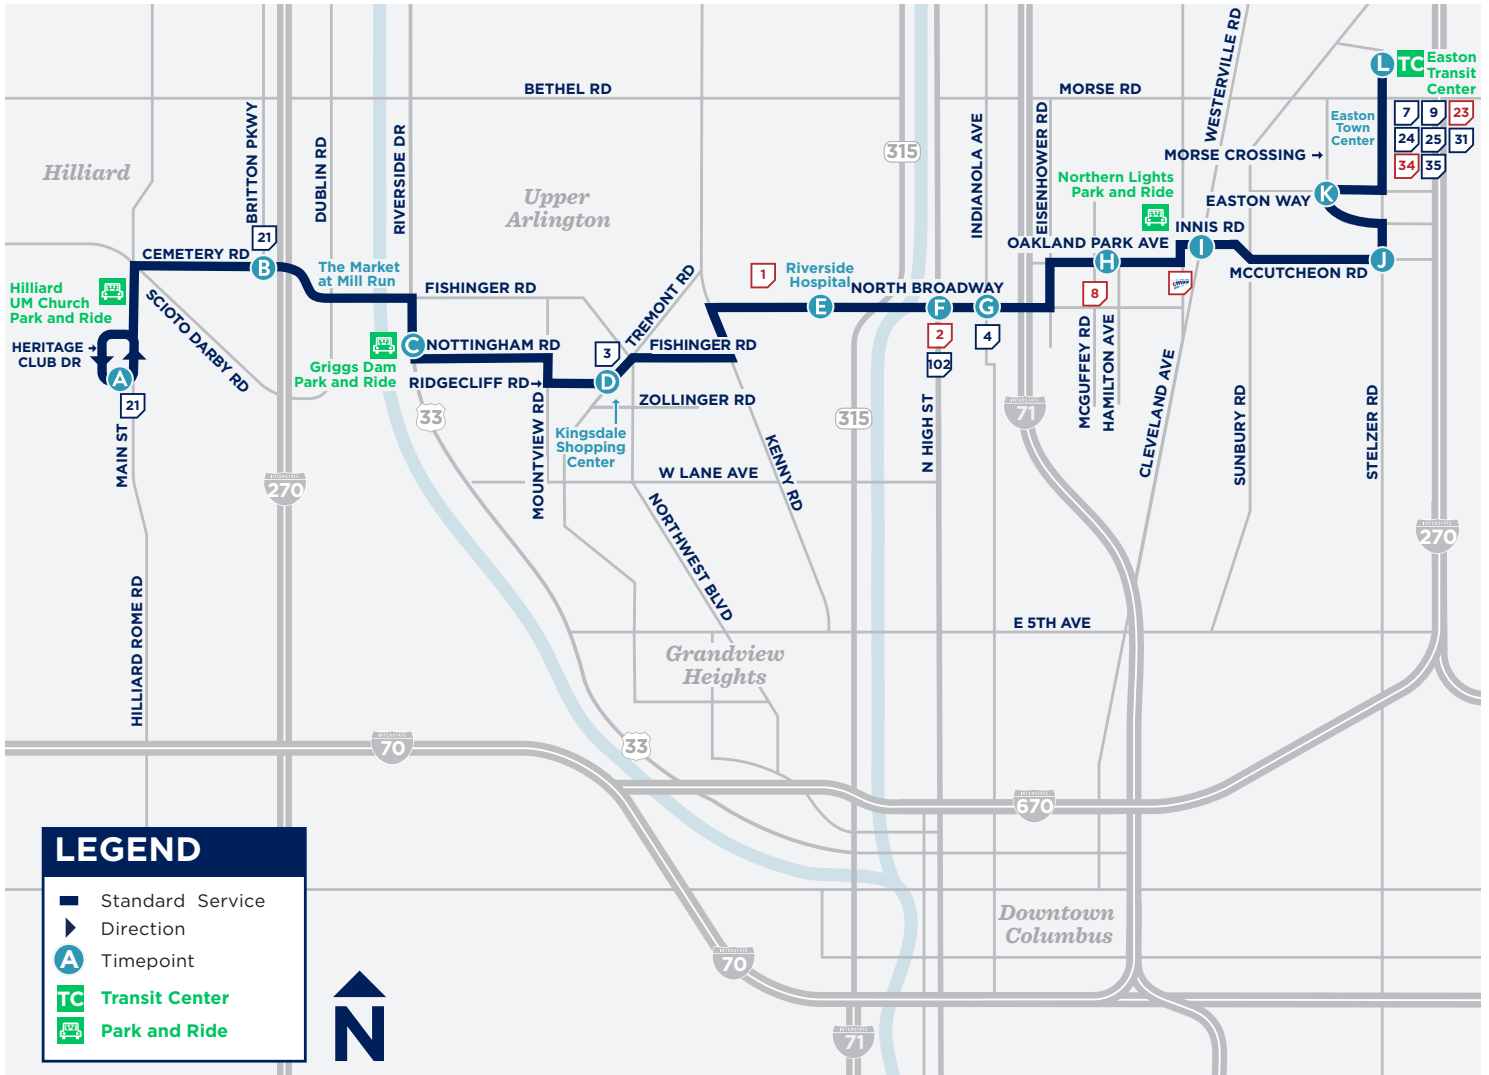 BETHEL RD
MORSE RD
WESTERVILLE RD
L
TC
Easton
Transit
Center
7
9
23
24
25
31
34
35
Easton
Town
Center
MORSE CROSSING
K
EASTON WAY
BRITTON PKWY
DUBLIN RD
RIVERSIDE DR
315
INDIANOLA AVE
EISENHOWER RD
Hilliard
Upper
Arlington
Northern Lights
Park and Ride
INNIS RD
OAKLAND PARK AVE
H
I
J
MCCUTCHEON RD
21
CEMETERY RD
B
The Market
at Mill Run
FISHINGER RD
TREMONT RD
1
Riverside
Hospital
E
NORTH BROADWAY
F
G
2
102
4
8
Hilliard
UM Church
Park and Ride
SCIOTO DARBY RD
HERITAGE
CLUB DR
A
21
MAIN ST
C
NOTTINGHAM RD
Griggs Dam
Park and Ride
RIDGECLIFF RD
3
D
FISHINGER RD
ZOLLINGER RD
Kingsdale
Shopping
Center
33
MOUNTVIEW RD
W LANE AVE
KENNY RD
NORTHWEST BLVD
315
N HIGH ST
INTERSTATE
71
MCGUFFEY RD
HAMILTON AVE
CLEVELAND AVE
SUNBURY RD
STELZER RD
INTERSTATE
270
INTERSTATE
270
HILLIARD ROME RD
E 5TH AVE
Grandview
Heights
INTERSTATE
70
33
INTERSTATE
670
Downtown
Columbus
INTERSTATE
70
INTERSTATE
71
LEGEND
Standard Service
Direction
A
Timepoint
TC
Transit Center
Park and Ride
N